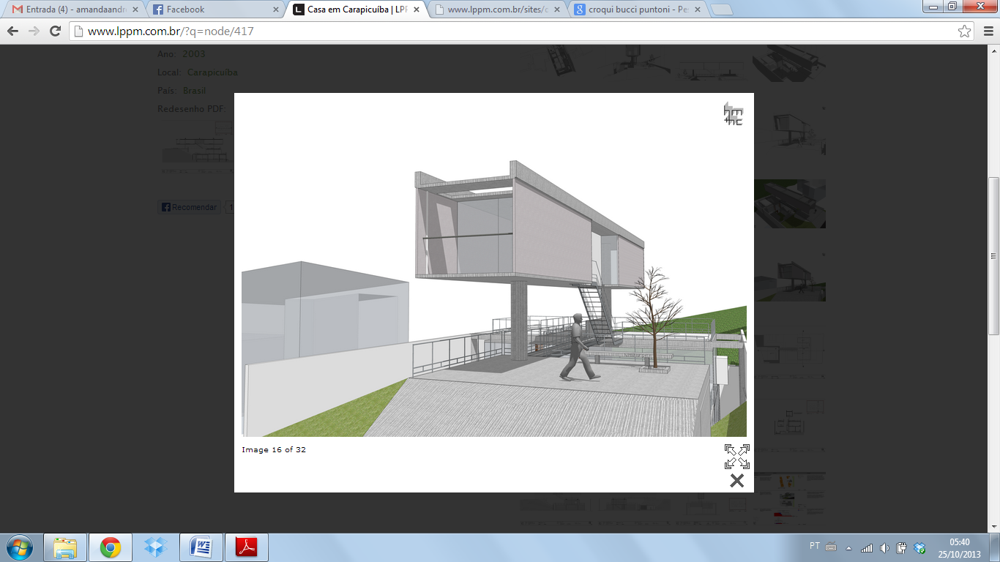 Entrada (4) - amandaandr
Facebook
Casa em Carapicuíba | LPP
www.lppm.com.br/sites/d
croqui bucci puntoni - Pe
www.lppm.com.br/?q=node/417
Ano: 2003
Local: Carapicuíba
País: Brasil
Redesenho PDF:
Recomendar 1
Image 16 of 32
PT
05:40
25/10/2013